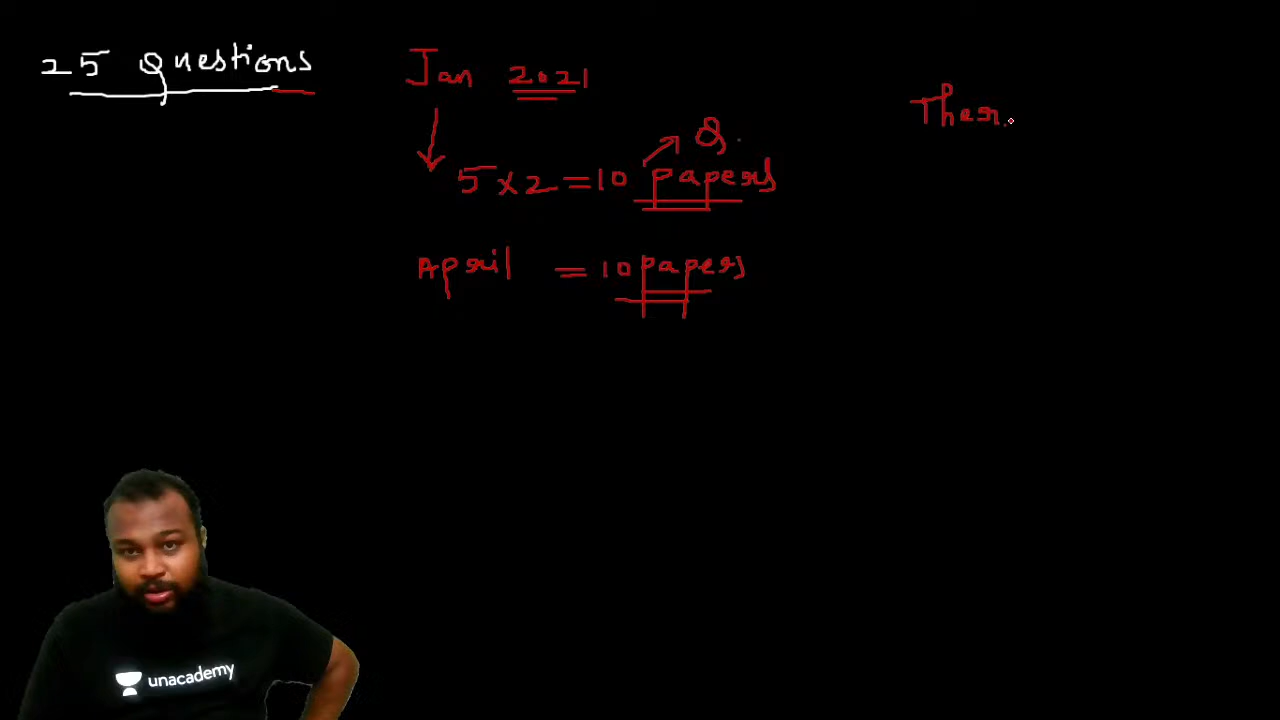 25 Questions
Jan 2021
Ther
Q
5 x 2 = 10 papers
April = 10 papers
unacademy